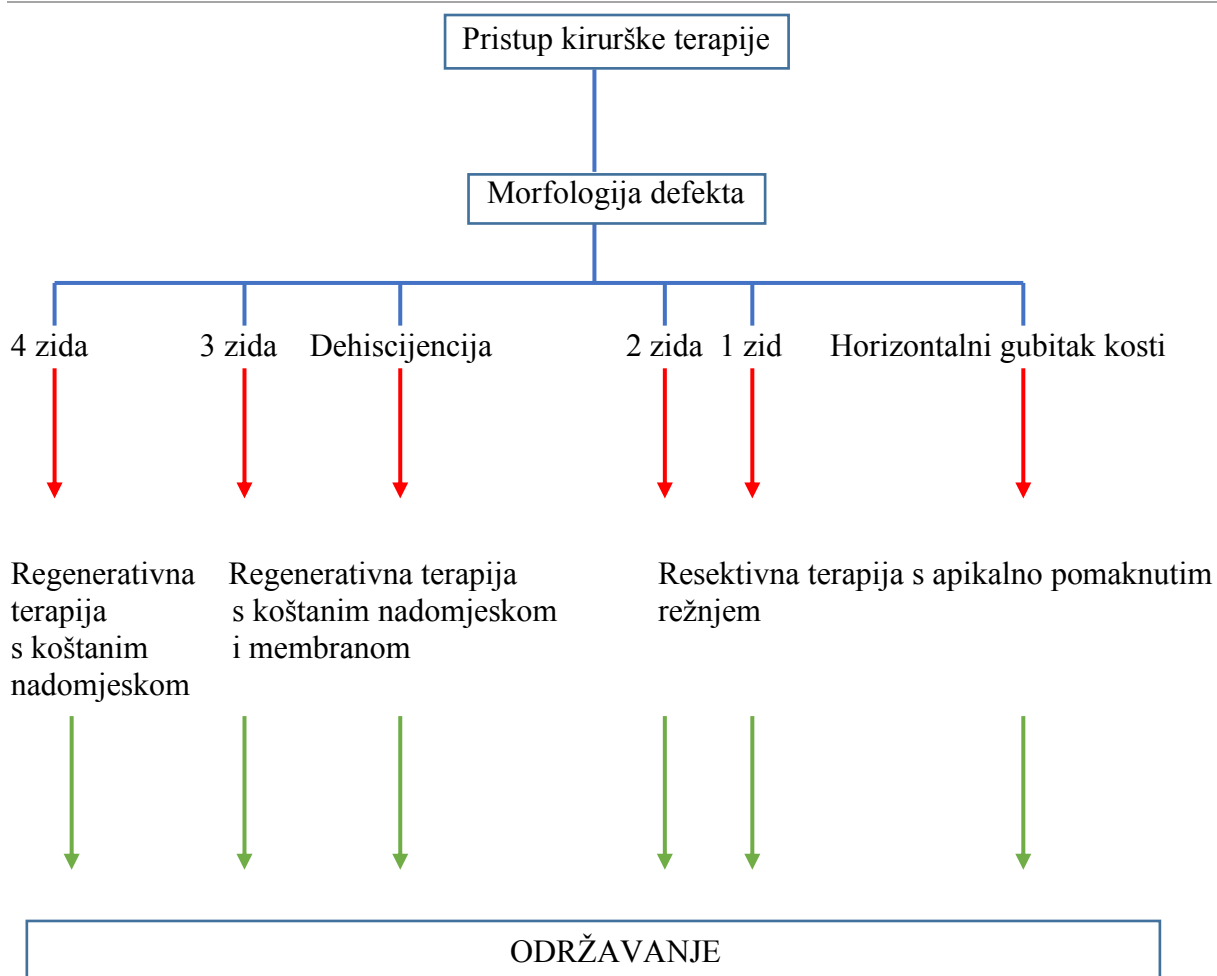 Pristup kirurške terapije
Morfologija defekta
4 zida
3 zida
Dehiscijencija
2 zida
1 zid
Horizontalni gubitak kosti
Regenerativna
terapija
s koštanim
nadomjeskom
Regenerativna terapija
s koštanim nadomjeskom
i membranom
Resektivna terapija s apikalno pomaknutim
režnjem
ODRŽAVANJE